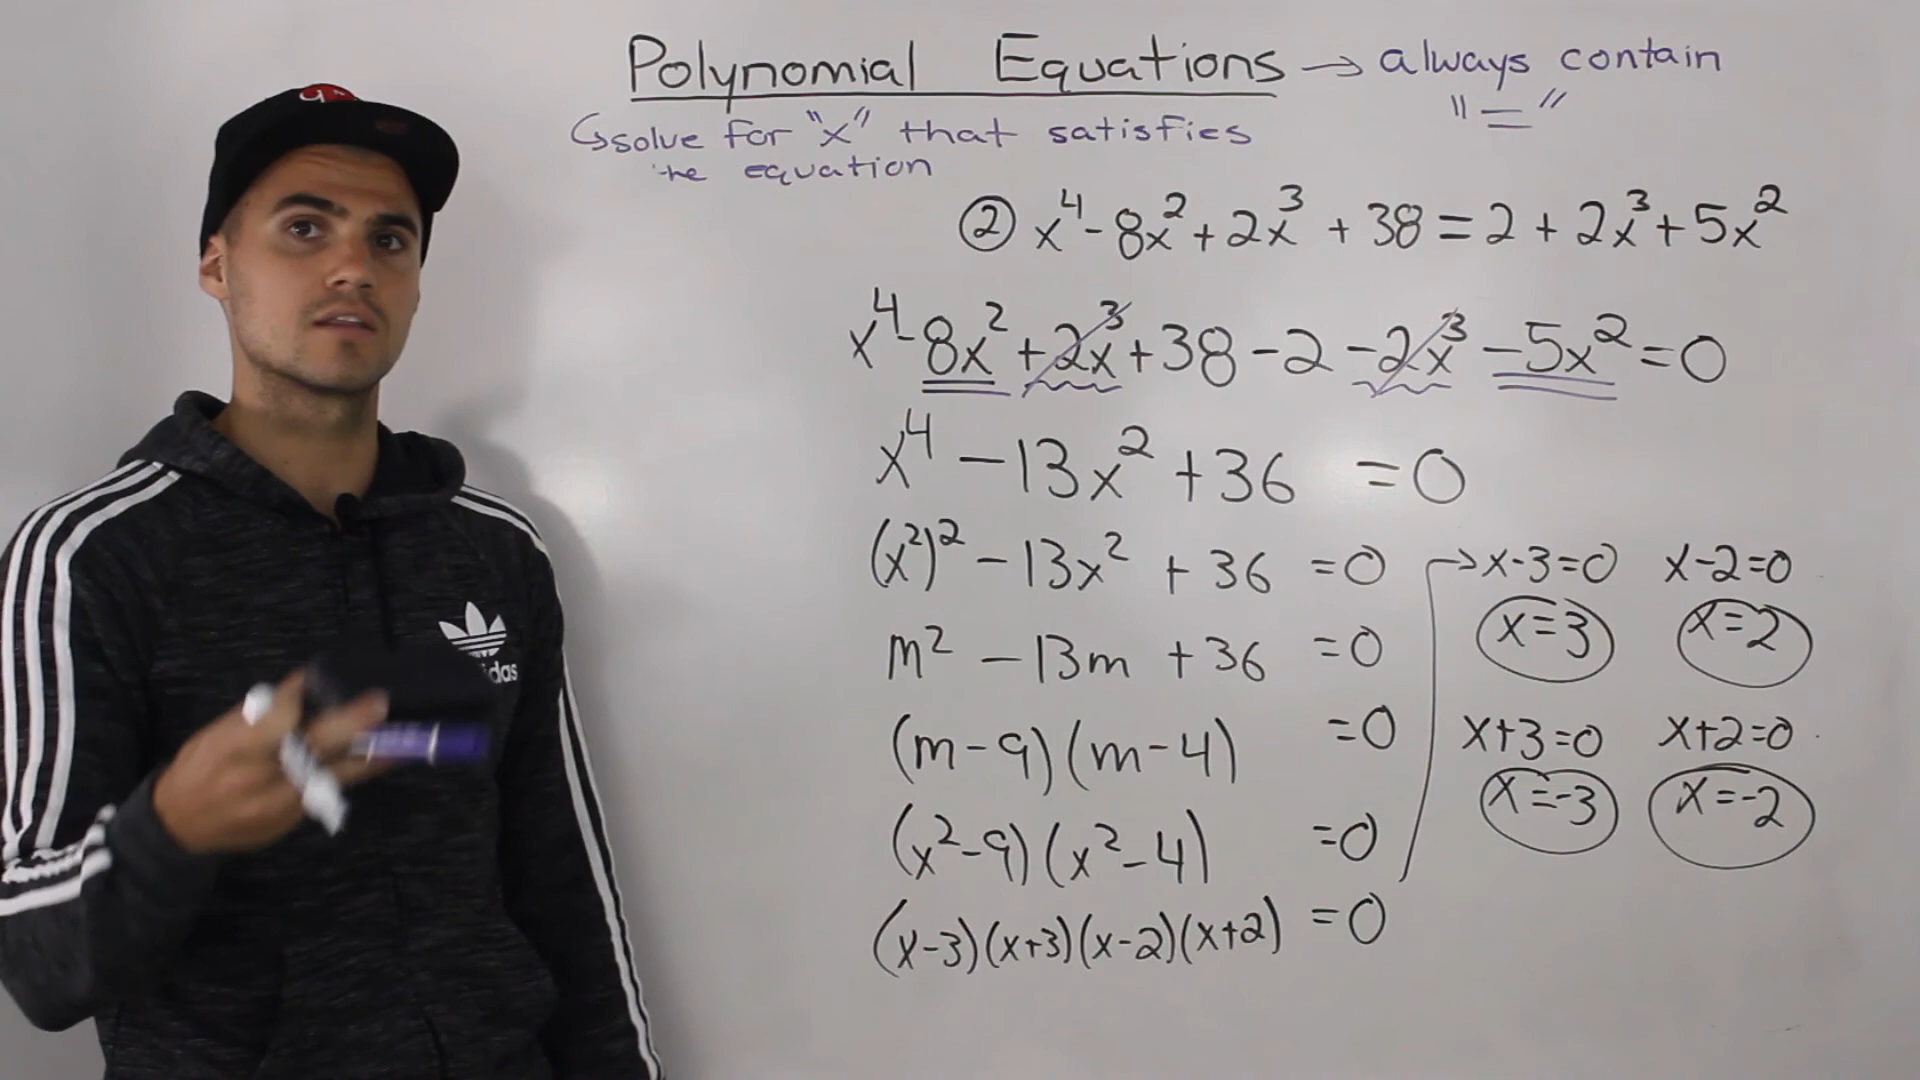 Polynomial Equations → always contain
"="
↳ solve for "x" that satisfies
the equation
② x⁴ - 8x² + 2x³ + 38 = 2 + 2x³ + 5x²
x⁴ - 8x² + 2x³ + 38 - 2 - 2x³ - 5x² = 0
x⁴ - 13x² + 36 = 0
(x²)² - 13x² + 36 = 0
m² - 13m + 36 = 0
(m - 9)(m - 4) = 0
(x² - 9)(x² - 4) = 0
(x - 3)(x + 3)(x - 2)(x + 2) = 0
→ x - 3 = 0 x - 2 = 0
x = 3 x = 2
x + 3 = 0 x + 2 = 0
x = -3 x = -2